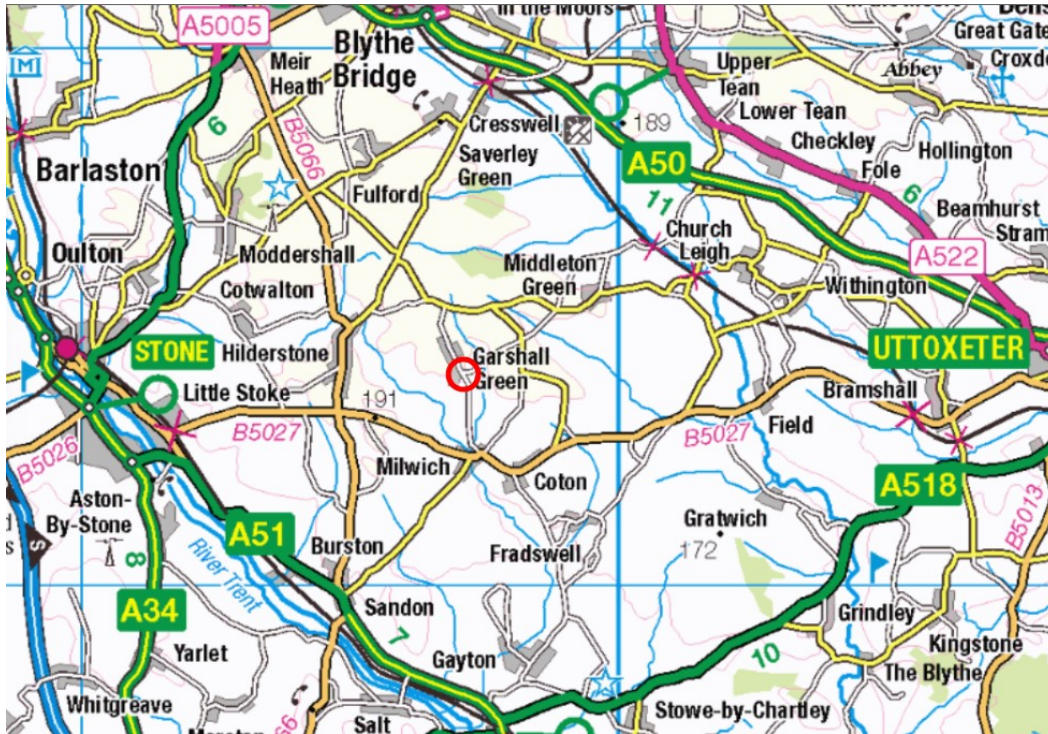 A5005
In the Moors
Great Gate
Meir
Heath
Blythe
Bridge
Upper
Tean
Abbey
Croxde
6
B5066
Cresswell
189
Lower Tean
Checkley
Hollington
Barlaston
Saverley
Green
A50
Fole
6
Fulford
11
Beamhurst
Stram
Oulton
Moddershall
Church
Leigh
A522
Middleton
Green
Cotwalton
Withington
STONE
Hilderstone
Garshall
Green
UTTOXETER
Little Stoke
191
Bramshall
B5026
B5027
B5027
Field
Milwich
Coton
A518
Aston-
By-Stone
Gratwich
B5013
S
A51
Burston
Fradswell
172
8
River Trent
A34
Sandon
Grindley
7
Kingstone
Yarlet
Gayton
10
The Blythe
Whitgreave
Salt
Stowe-by-Chartley